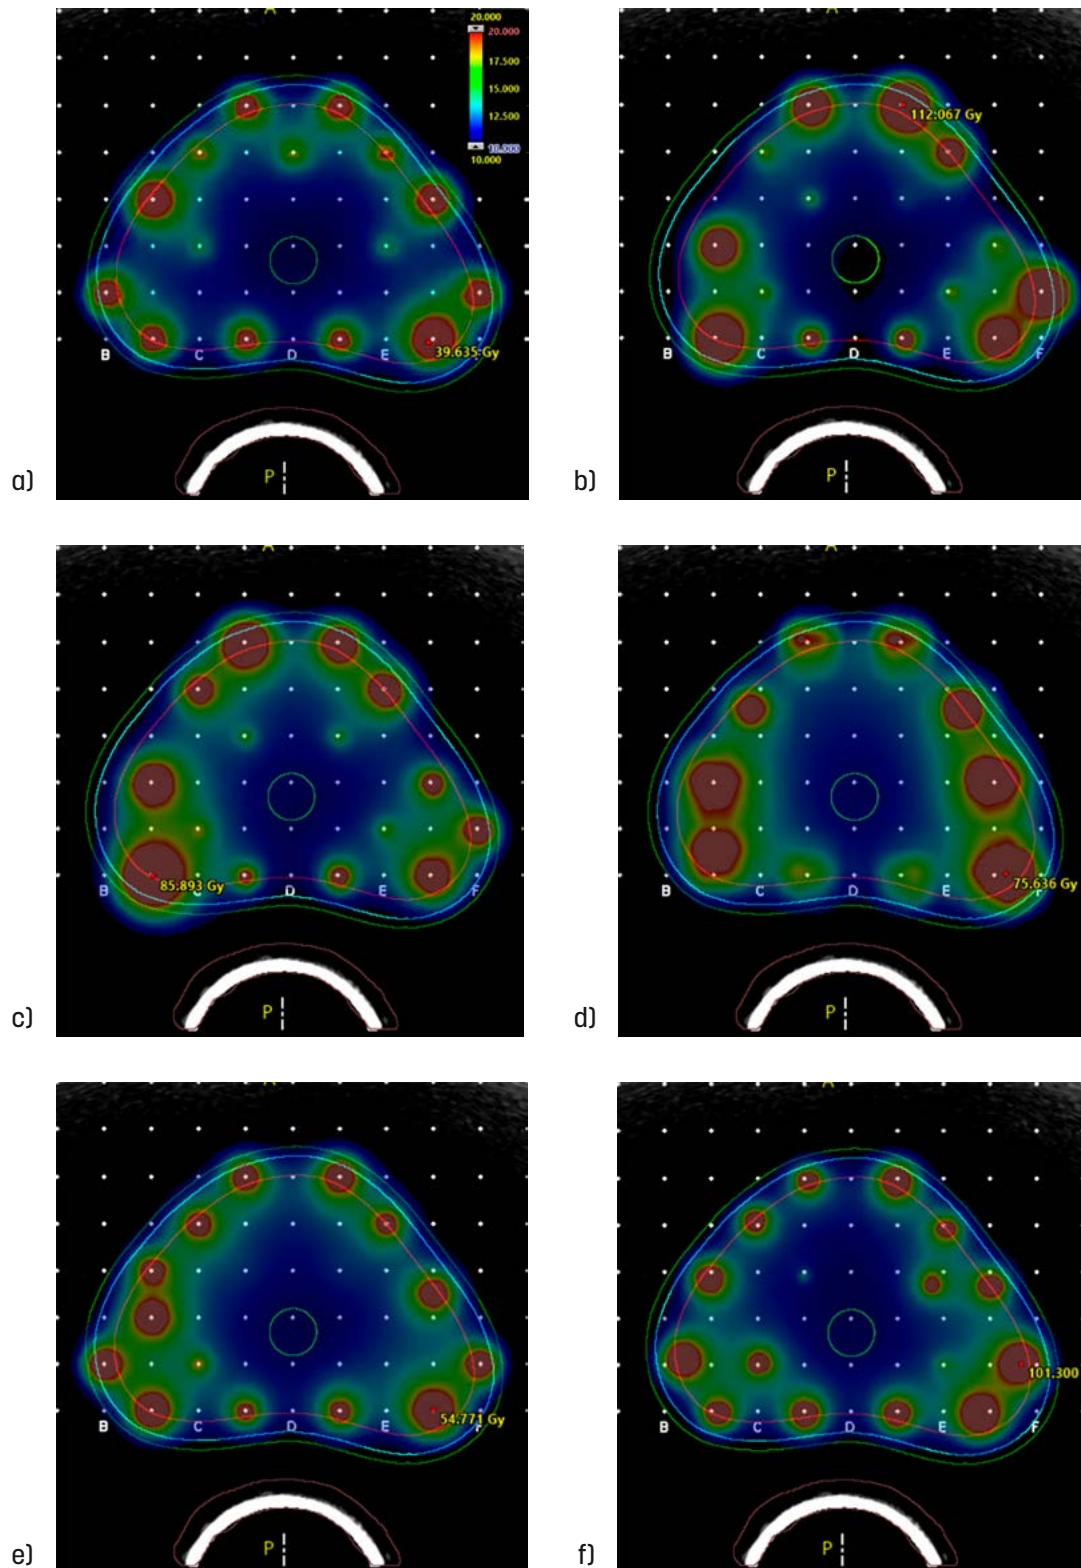 A
20.000
20.000
17.500
15.000
12.500
10.000
10.000
B C D E F
39.635 Gy
P
a)
112.067 Gy
B C D E F
P
b)
A
B C D E F
85.893 Gy
P
c)
A
B C D E F
75.636 Gy
P
d)
A
B C D E F
54.771 Gy
P
e)
A
B C D E F
101.300
P
f)